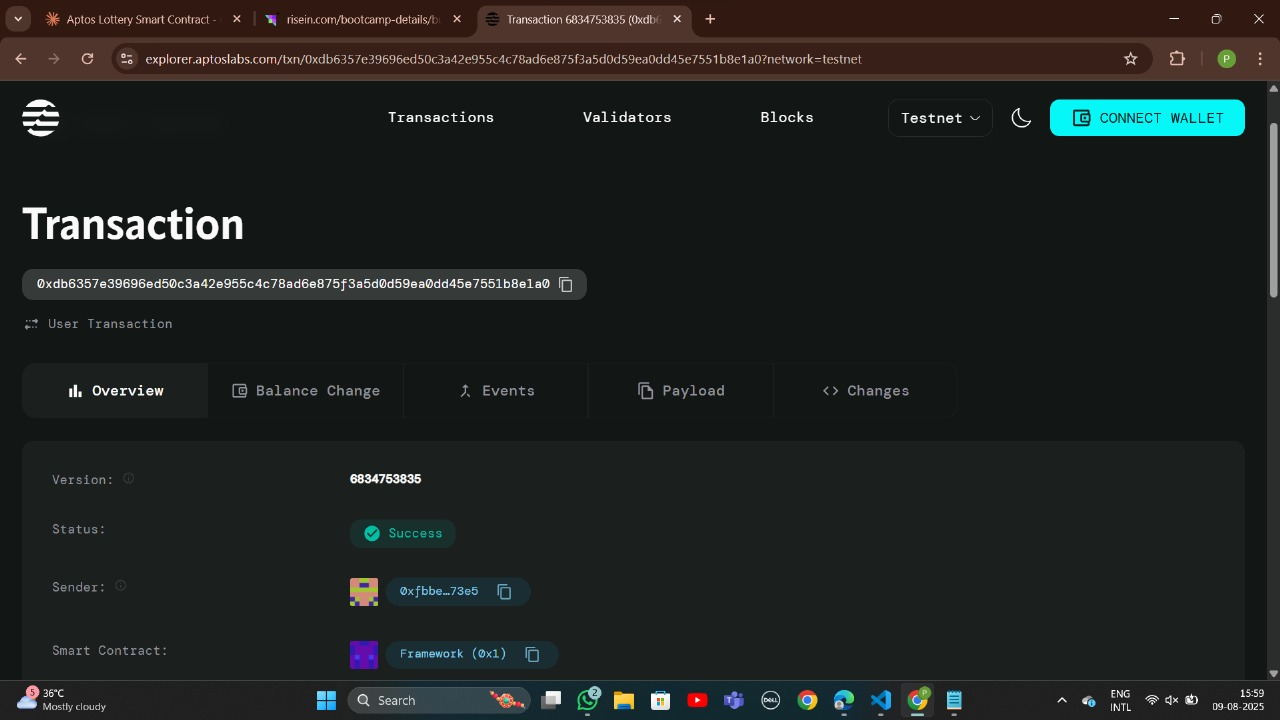 Aptos Lottery Smart Contract -
risein.com/bootcamp-details/bu
Transaction 6834753835 (0xdb6
explorer.aptoslabs.com/txn/0xdb6357e39696ed50c3a42e955c4c78ad6e875f3a5d0d59ea0dd45e7551b8e1a0?network=testnet
P
Transactions
Validators
Blocks
Testnet
CONNECT WALLET
Transaction
0xdb6357e39696ed50c3a42e955c4c78ad6e875f3a5d0d59ea0dd45e7551b8e1a0
User Transaction
Overview
Balance Change
Events
Payload
Changes
Version: 6834753835
Status: Success
Sender: 0xfbbe…73e5
Smart Contract: Framework (0x1)
5
36°C
Mostly cloudy
Search
2
DELL
P
ENG
INTL
15:59
09-08-2025